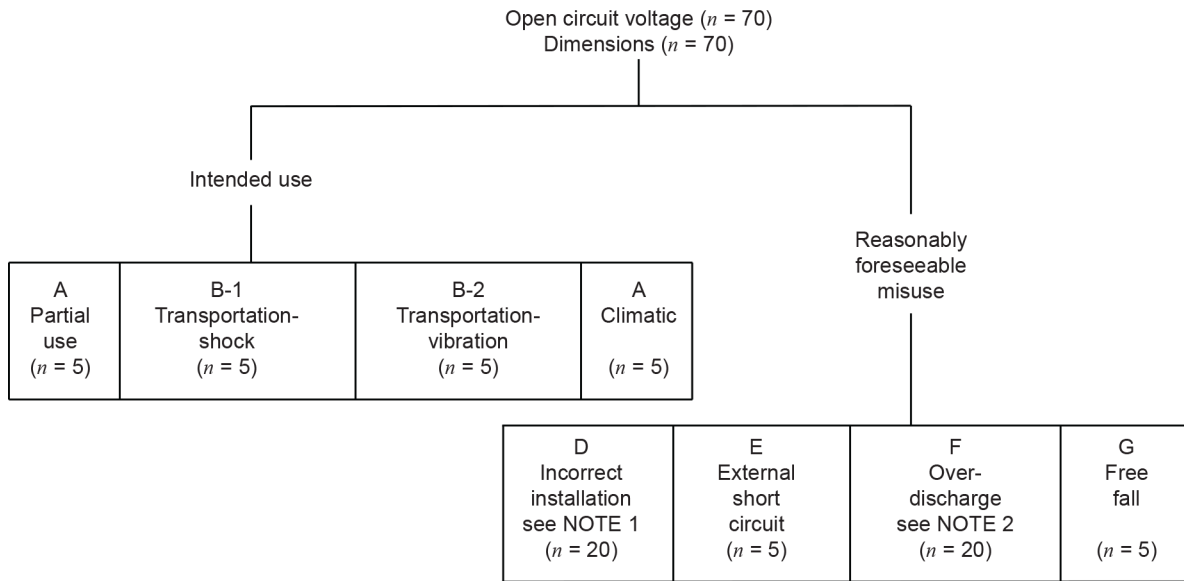 Open circuit voltage (n = 70)
Dimensions (n = 70)
Intended use
Reasonably
foreseeable
misuse
A
Partial
use
(n = 5)
B-1
Transportation-
shock
(n = 5)
B-2
Transportation-
vibration
(n = 5)
A
Climatic
(n = 5)
D
Incorrect
installation
see NOTE 1
(n = 20)
E
External
short
circuit
(n = 5)
F
Over-
discharge
see NOTE 2
(n = 20)
G
Free
fall
(n = 5)